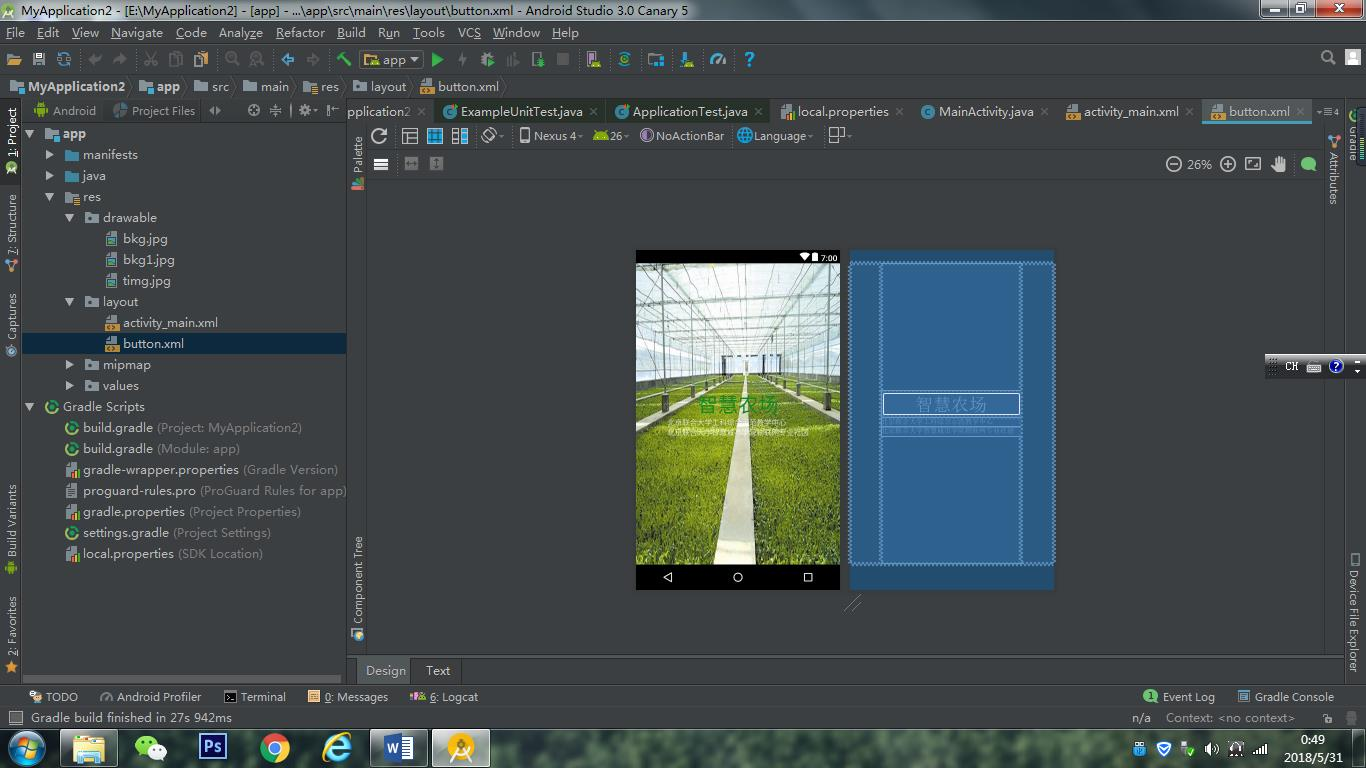 MyApplication2 - [E:\MyApplication2] - [app] - ...\app\src\main\res\layout\button.xml - Android Studio 3.0 Canary 5
File Edit View Navigate Code Analyze Refactor Build Run Tools VCS Window Help
app
MyApplication2 app src main res layout button.xml
Android Project Files
pplication2 ExampleUnitTest.java ApplicationTest.java local.properties MainActivity.java activity_main.xml button.xml 4
Nexus 4 26 NoActionBar Language
26%
1: Project
7: Structure
Captures
Build Variants
2: Favorites
app
manifests
java
res
drawable
bkg.jpg
bkg1.jpg
timg.jpg
layout
activity_main.xml
button.xml
mipmap
values
Gradle Scripts
build.gradle (Project: MyApplication2)
build.gradle (Module: app)
gradle-wrapper.properties (Gradle Version)
proguard-rules.pro (ProGuard Rules for app)
gradle.properties (Project Properties)
settings.gradle (Project Settings)
local.properties (SDK Location)
Palette
Component Tree
7:00
智慧农场
智慧农场
Gradle
Attributes
Device File Explorer
CH
Design Text
TODO Android Profiler Terminal 0: Messages 6: Logcat 1 Event Log Gradle Console
Gradle build finished in 27s 942ms n/a Context: <no context>
Ps
0:49
2018/5/31